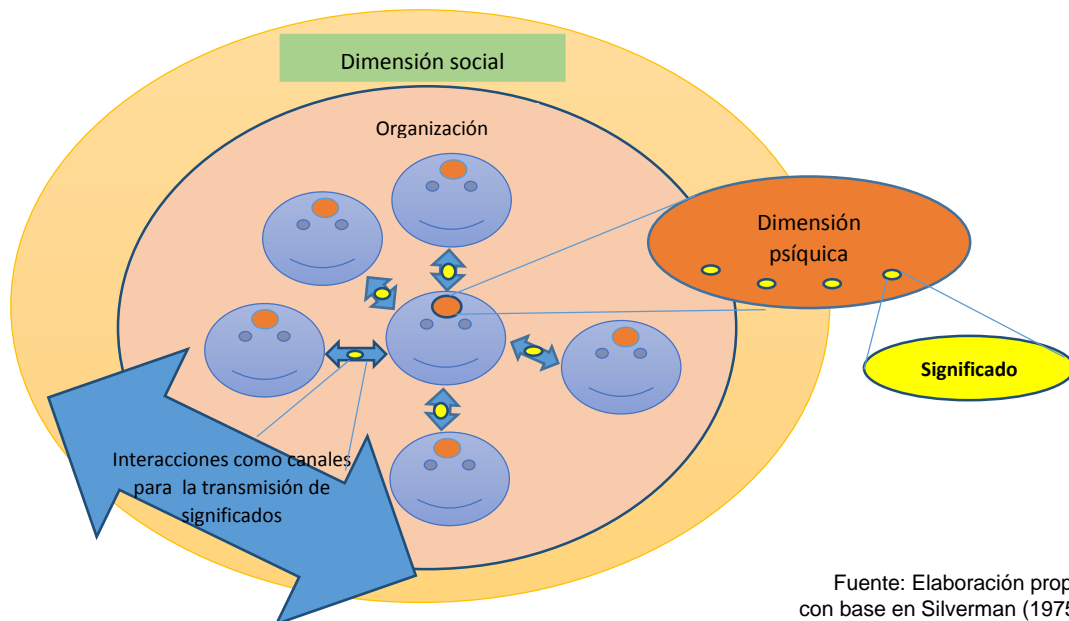 Dimensión social
Organización
Dimensión
psíquica
Significado
Interacciones como canales
para la transmisión de
significados
Fuente: Elaboración prop
con base en Silverman (1975